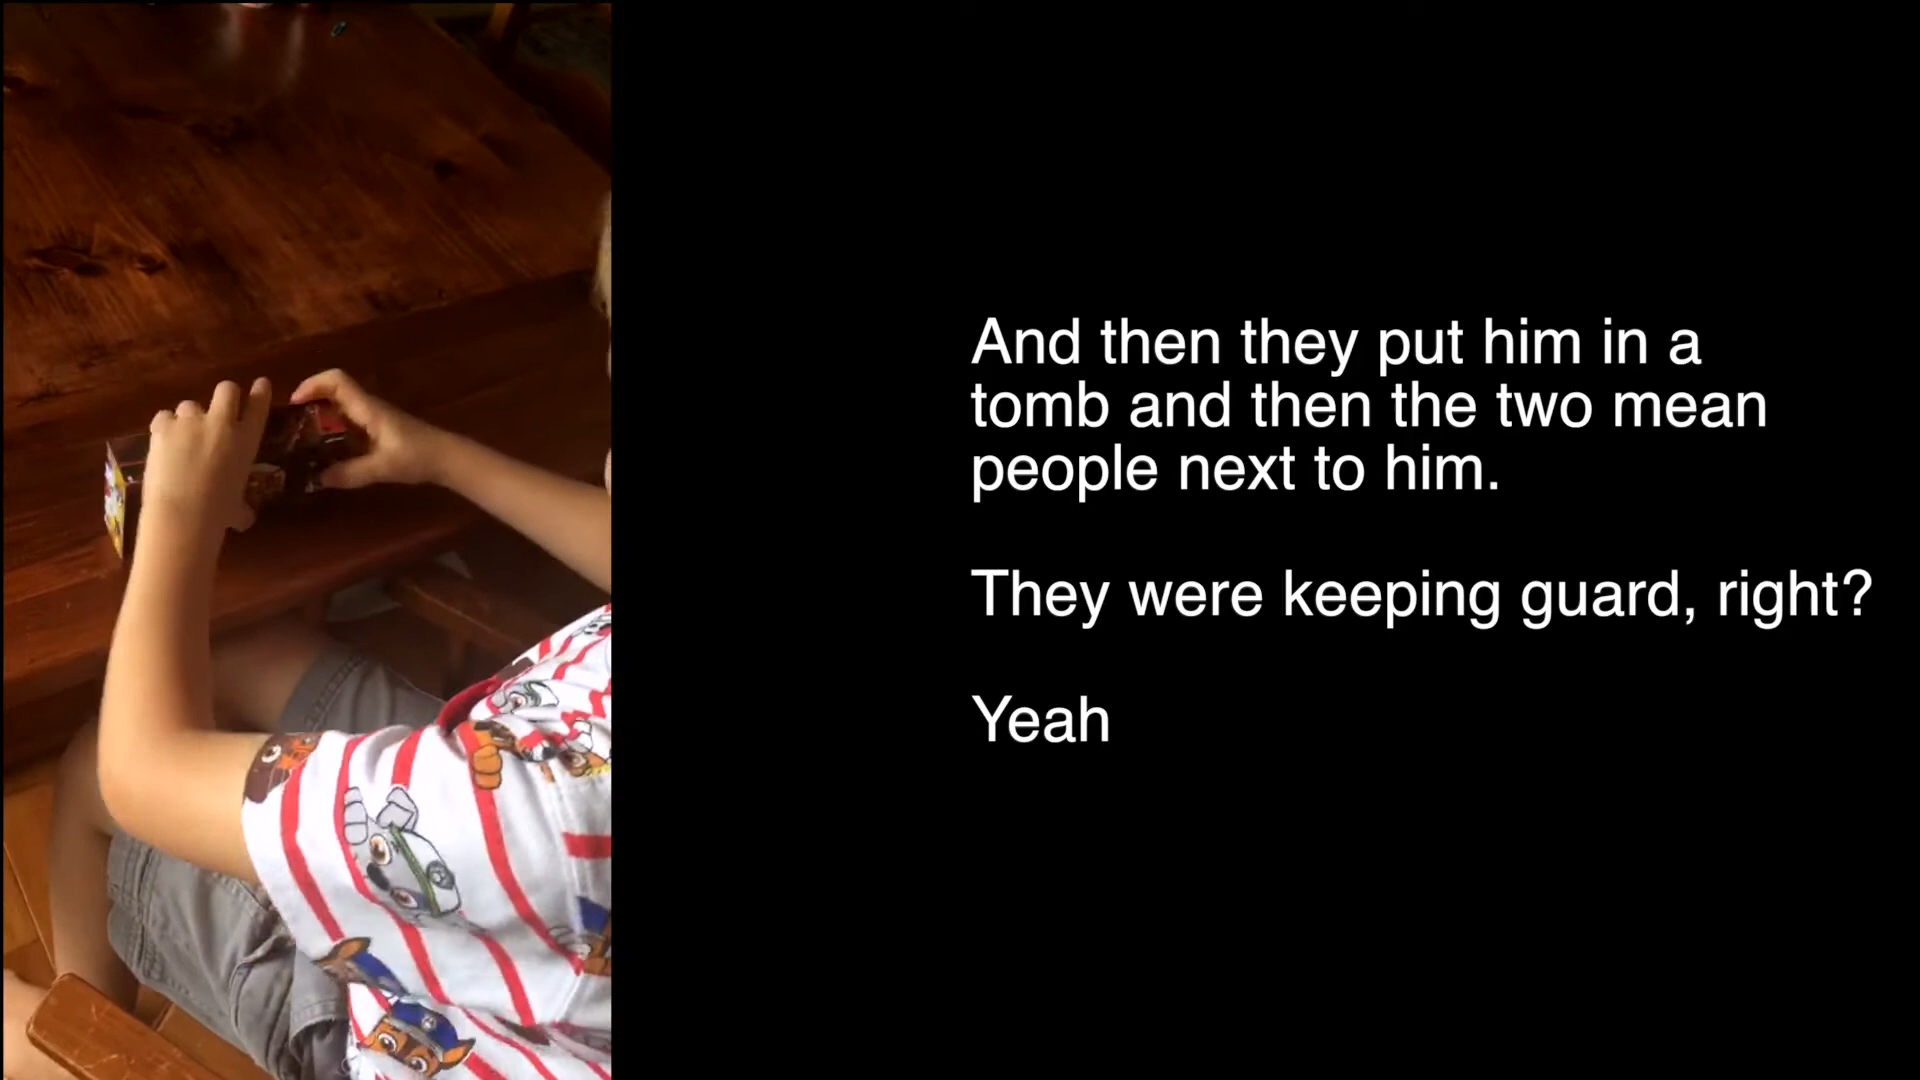 And then they put him in a
tomb and then the two mean
people next to him.
They were keeping guard, right?
Yeah